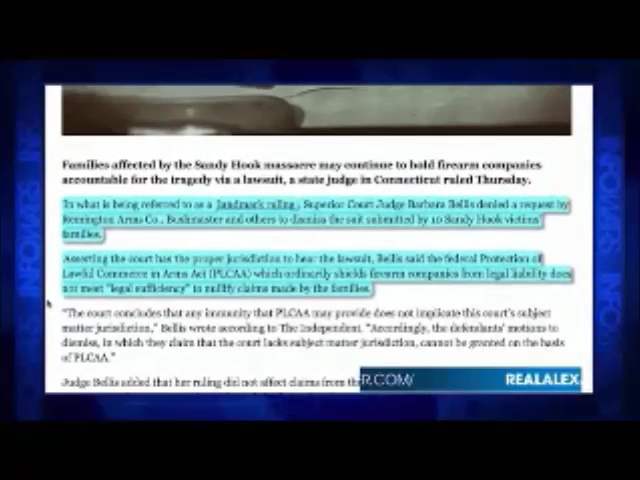 Families affected by the Sandy Hook massacre may continue to hold firearm companies
accountable for the tragedy via a lawsuit, a state judge in Connecticut ruled Thursday.
In what is being referred to as a landmark ruling, Superior Court Judge Barbara Bellis denied a request by
Remington Arms Co., Bushmaster and others to dismiss the suit submitted by 10 Sandy Hook victims'
families.
Asserting the court has the proper jurisdiction to hear the lawsuit, Bellis said the federal Protection of
Lawful Commerce in Arms Act (PLCAA) which ordinarily shields firearm companies from legal liability does
not meet "legal sufficiency" to nullify claims made by the families.
"The court concludes that any immunity that PLCAA may provide does not implicate this court's subject
matter jurisdiction," Bellis wrote according to The Independent. "Accordingly, the defendants' motions to
dismiss, in which they claim that the court lacks subject matter jurisdiction, cannot be granted on the basis
of PLCAA."
Judge Bellis added that her ruling did not affect claims from
R.COM/ REALALEX
INFOWARS